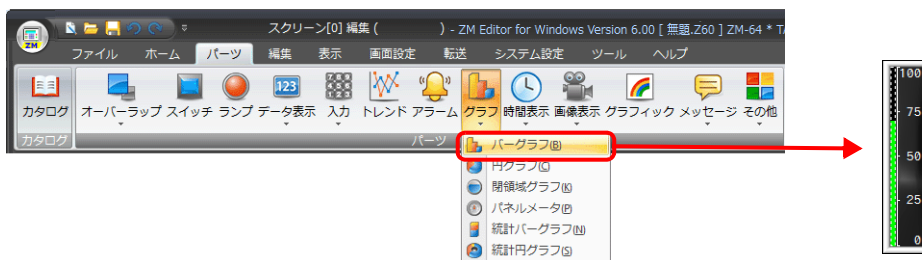 スクリーン[0] 編集 ( ) - ZM Editor for Windows Version 6.00 [ 無題.Z60 ] ZM-64 * T
ZM
ファイル ホーム パーツ 編集 表示 画面設定 転送 システム設定 ツール ヘルプ
123
カタログ オーバーラップ スイッチ ランプ データ表示 入力 トレンド アラーム グラフ 時間表示 画像表示 グラフィック メッセージ その他
カタログ パーツ
バーグラフ(B)
円グラフ(C)
閉領域グラフ(K)
パネルメータ(P)
統計バーグラフ(N)
統計円グラフ(S)
100
75
50
25
0